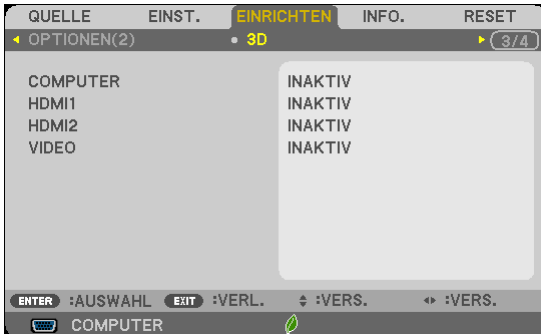 QUELLE EINST. EINRICHTEN INFO. RESET
OPTIONEN(2) 3D 3/4
COMPUTER INAKTIV
HDMI1 INAKTIV
HDMI2 INAKTIV
VIDEO INAKTIV
ENTER :AUSWAHL EXIT :VERL. :VERS. :VERS.
COMPUTER